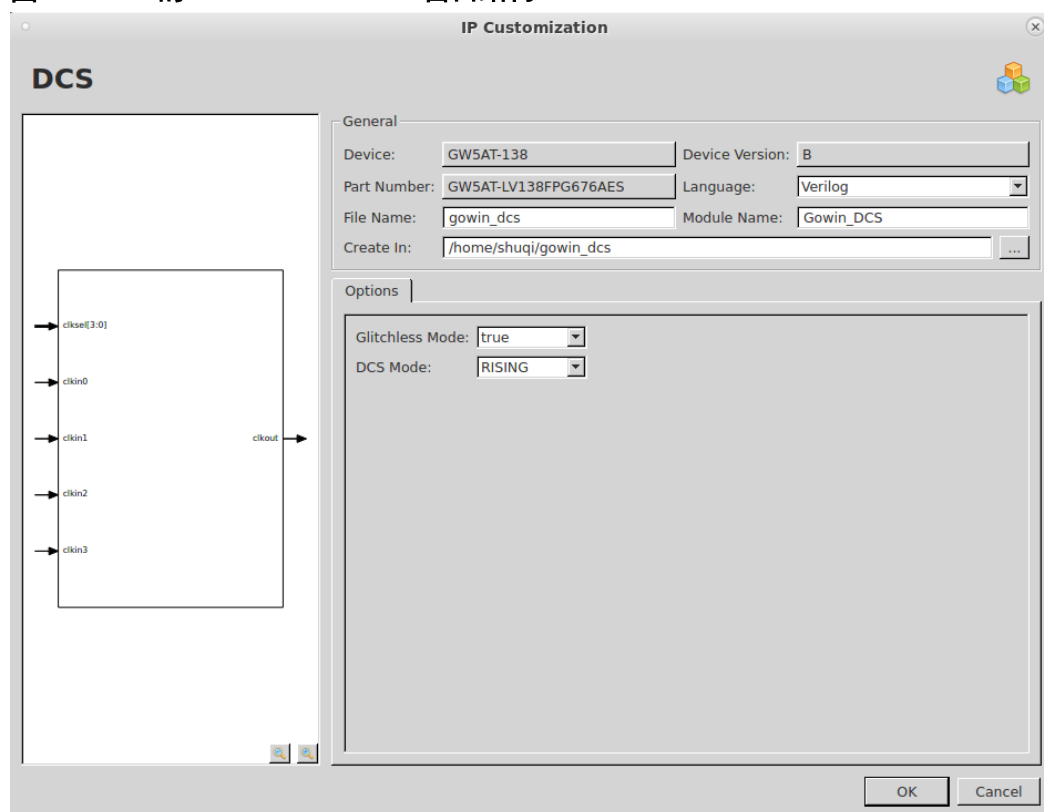 IP Customization
DCS
General
Device: GW5AT-138 Device Version: B
Part Number: GW5AT-LV138FPG676AES Language: Verilog
File Name: gowin_dcs Module Name: Gowin_DCS
Create In: /home/shuqi/gowin_dcs ...
Options
Glitchless Mode: true
DCS Mode: RISING
clksel[3:0]
clkin0
clkin1 clkout
clkin2
clkin3
OK Cancel